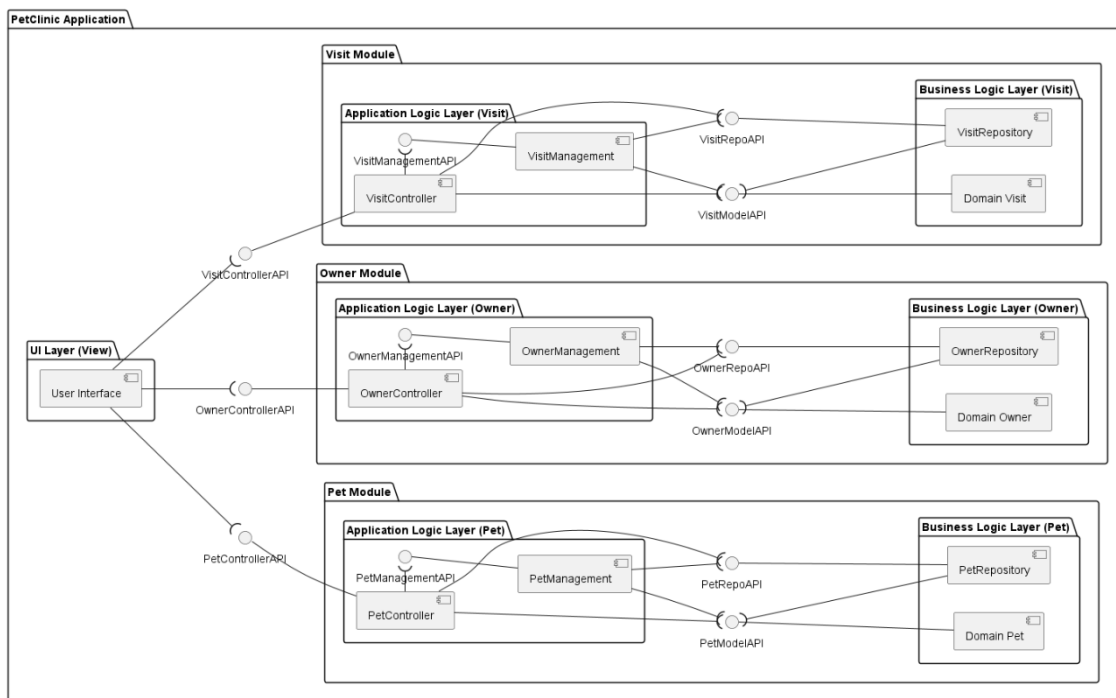 PetClinic Application
Visit Module
Application Logic Layer (Visit)
VisitManagementAPI
VisitManagement
VisitController
VisitRepoAPI
VisitModelAPI
Business Logic Layer (Visit)
VisitRepository
Domain Visit
VisitControllerAPI
UI Layer (View)
User Interface
OwnerControllerAPI
Owner Module
Application Logic Layer (Owner)
OwnerManagementAPI
OwnerManagement
OwnerController
OwnerRepoAPI
OwnerModelAPI
Business Logic Layer (Owner)
OwnerRepository
Domain Owner
PetControllerAPI
Pet Module
Application Logic Layer (Pet)
PetManagementAPI
PetManagement
PetController
PetRepoAPI
PetModelAPI
Business Logic Layer (Pet)
PetRepository
Domain Pet